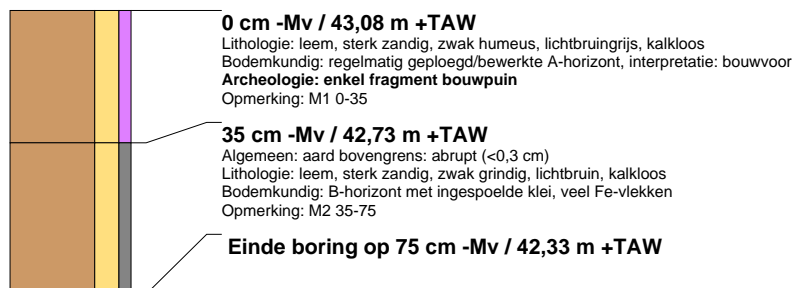 0 cm -Mv / 43,08 m +TAW
Lithologie: leem, sterk zandig, zwak humeus, lichtbruingrijs, kalkloos
Bodemkundig: regelmatig geploegd/bewerkte A-horizont, interpretatie: bouwvoor
Archeologie: enkel fragment bouwpuin
Opmerking: M1 0-35
35 cm -Mv / 42,73 m +TAW
Algemeen: aard bovengrens: abrupt (<0,3 cm)
Lithologie: leem, sterk zandig, zwak grindig, lichtbruin, kalkloos
Bodemkundig: B-horizont met ingespoelde klei, veel Fe-vlekken
Opmerking: M2 35-75
Einde boring op 75 cm -Mv / 42,33 m +TAW